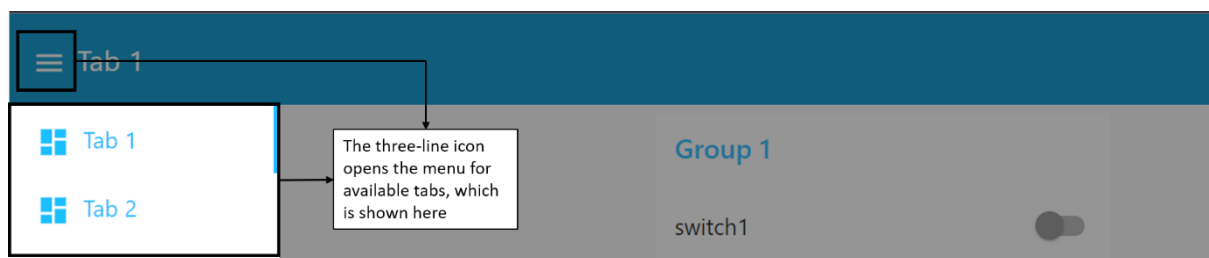 Tab 1
Tab 1
Tab 2
The three-line icon
opens the menu for
available tabs, which
is shown here
Group 1
switch1